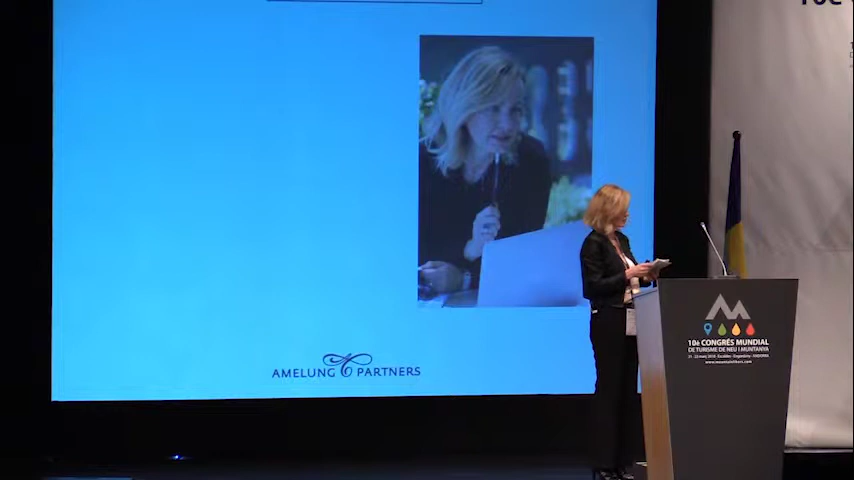 AMELUNG & PARTNERS
10è CONGRÉS MUNDIAL
DE TURISME DE NEU I MUNTANYA